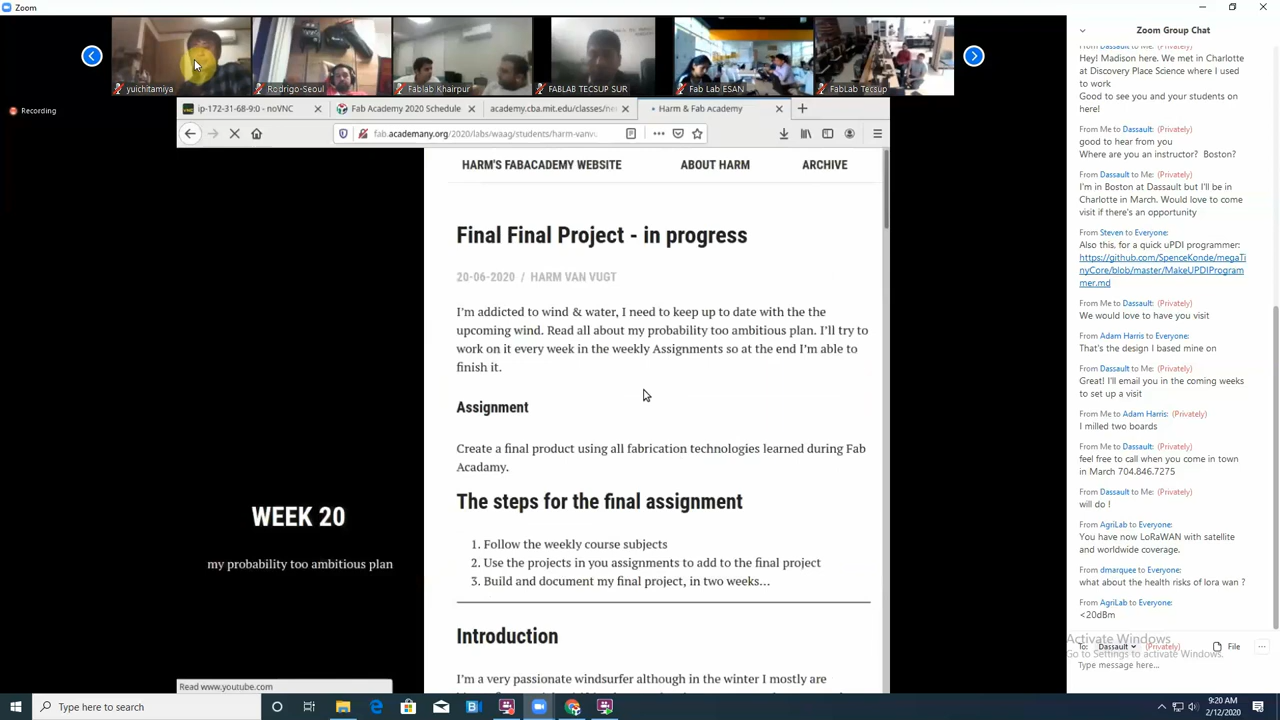 Zoom
yuichitamiya
Rodrigo-Seoul
Fablab Khairpur
FABLAB TECSUP SUR
Fab Lab ESAN
FabLab Tecsup
Recording
ip-172-31-68-9:0 - noVNC
Fab Academy 2020 Schedule
academy.cba.mit.edu/classes/ne
Harm & Fab Academy
fab.academany.org/2020/labs/waag/students/harm-vanv
HARM'S FABACADEMY WEBSITE
ABOUT HARM
ARCHIVE
Final Final Project - in progress
20-06-2020 / HARM VAN VUGT
I'm addicted to wind & water, I need to keep up to date with the the
upcoming wind. Read all about my probability too ambitious plan. I'll try to
work on it every week in the weekly Assignments so at the end I'm able to
finish it.
Assignment
Create a final product using all fabrication technologies learned during Fab
Acadamy.
The steps for the final assignment
1. Follow the weekly course subjects
2. Use the projects in you assignments to add to the final project
3. Build and document my final project, in two weeks...
Introduction
I'm a very passionate windsurfer although in the winter I mostly are
WEEK 20
my probability too ambitious plan
Read www.youtube.com
Zoom Group Chat
From Dassault to Me: (Privately)
Hey! Madison here. We met in Charlotte
at Discovery Place Science where I used
to work
Good to see you and your students on
here!
From Me to Dassault: (Privately)
good to hear from you
Where are you an instructor? Boston?
From Dassault to Me: (Privately)
I'm in Boston at Dassault but I'll be in
Charlotte in March. Would love to come
visit if there's an opportunity
From Steven to Everyone:
Also this, for a quick uPDI programmer:
https://github.com/SpenceKonde/megaTi
nyCore/blob/master/MakeUPDIProgram
mer.md
From Me to Dassault: (Privately)
We would love to have you visit
From Adam Harris to Everyone:
That's the design I based mine on
From Dassault to Me: (Privately)
Great! I'll email you in the coming weeks
to set up a visit
From Me to Adam Harris: (Privately)
I milled two boards
From Me to Dassault: (Privately)
feel free to call when you come in town
in March 704.846.7275
From Dassault to Me: (Privately)
will do !
From AgriLab to Everyone:
You have now LoRaWAN with satellite
and worldwide coverage.
From dmarquee to Everyone:
what about the health risks of lora wan ?
From AgriLab to Everyone:
<20dBm
Activate Windows
Go to Settings to activate Windows.
To: Dassault (Privately)
File
Type message here...
Type here to search
9:20 AM
2/12/2020